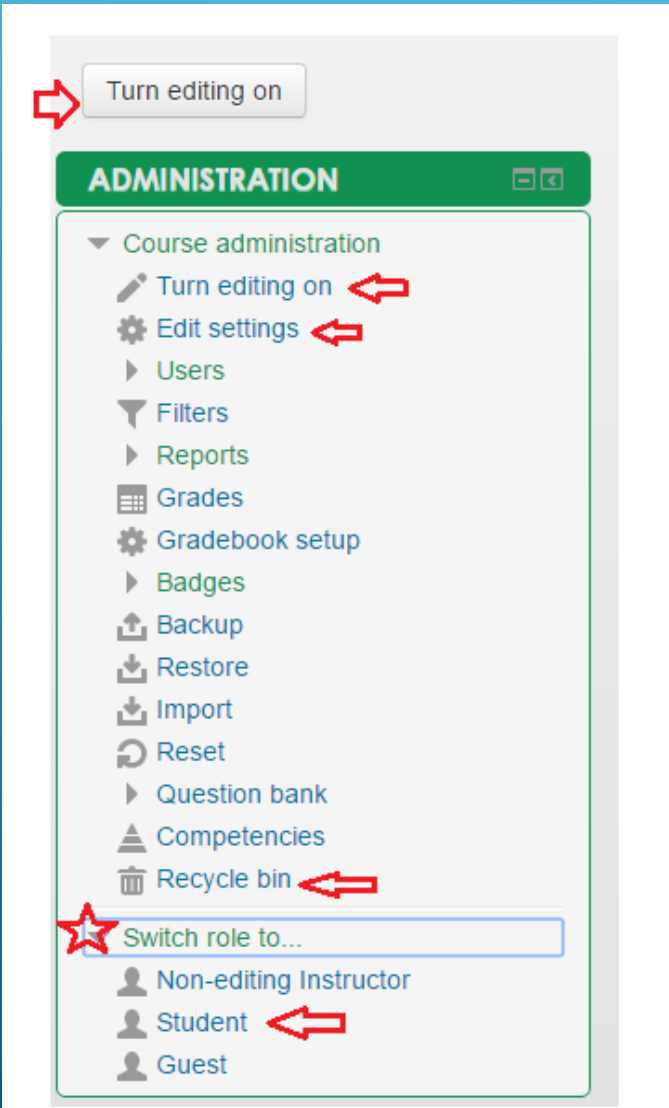 Turn editing on
ADMINISTRATION
Course administration
Turn editing on
Edit settings
Users
Filters
Reports
Grades
Gradebook setup
Badges
Backup
Restore
Import
Reset
Question bank
Competencies
Recycle bin
Switch role to...
Non-editing Instructor
Student
Guest